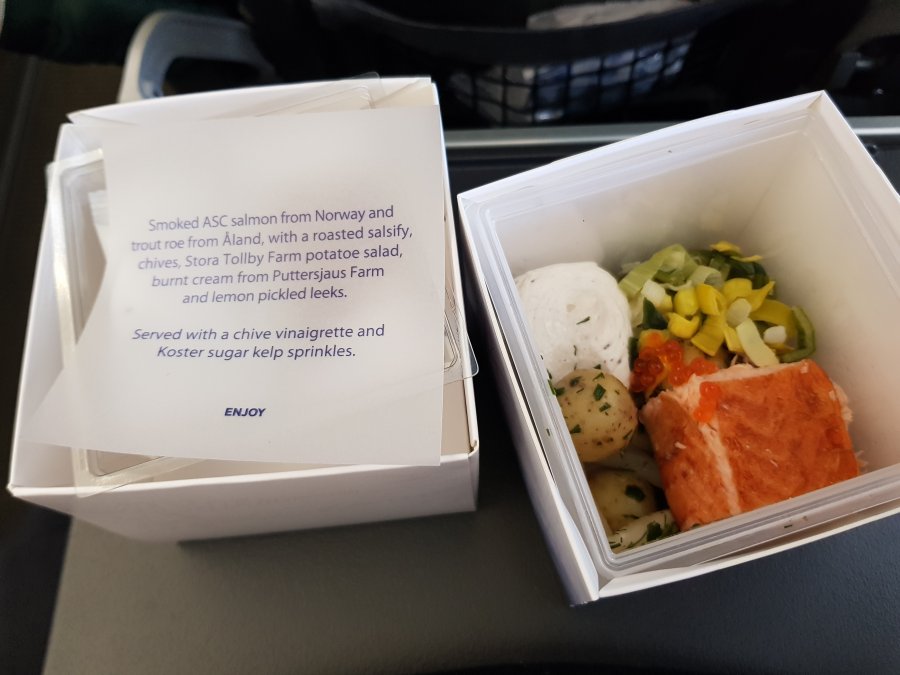 Smoked ASC salmon from Norway and
trout roe from Åland, with a roasted salsify,
chives, Stora Tollby Farm potatoe salad,
burnt cream from Puttersjaus Farm
and lemon pickled leeks.
Served with a chive vinaigrette and
Koster sugar kelp sprinkles.
ENJOY